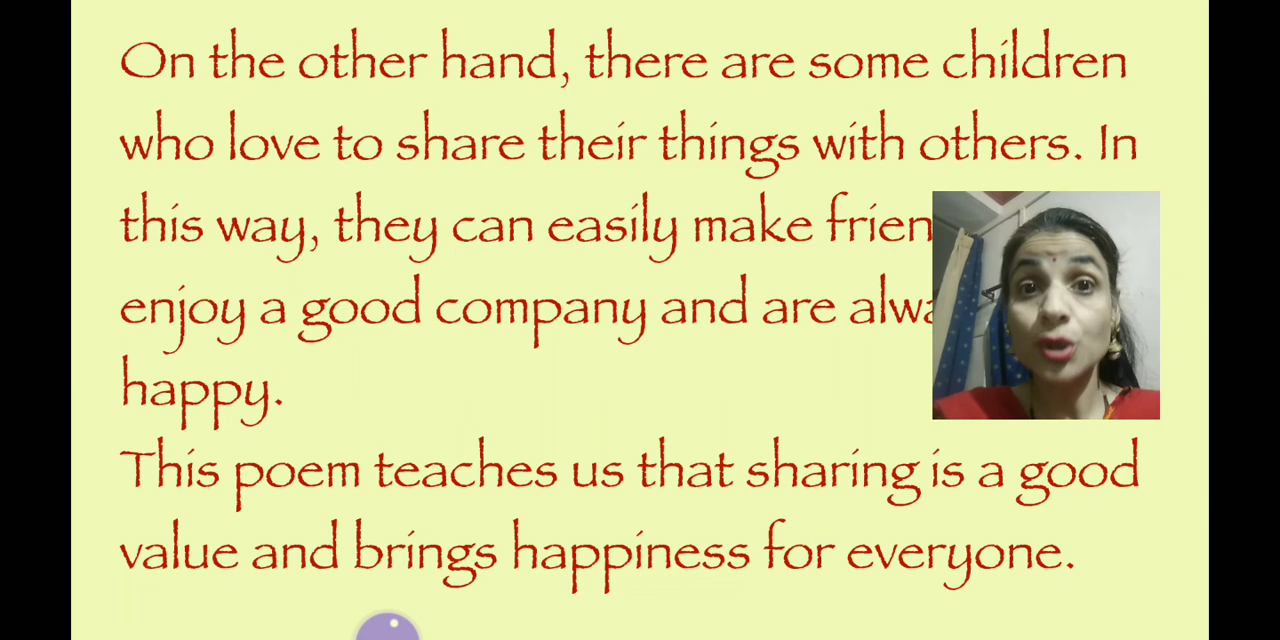 On the other hand, there are some children
who love to share their things with others. In
this way, they can easily make
enjoy a good company and are
happy.
This poem teaches us that sharing is a good
value and brings happiness for everyone.